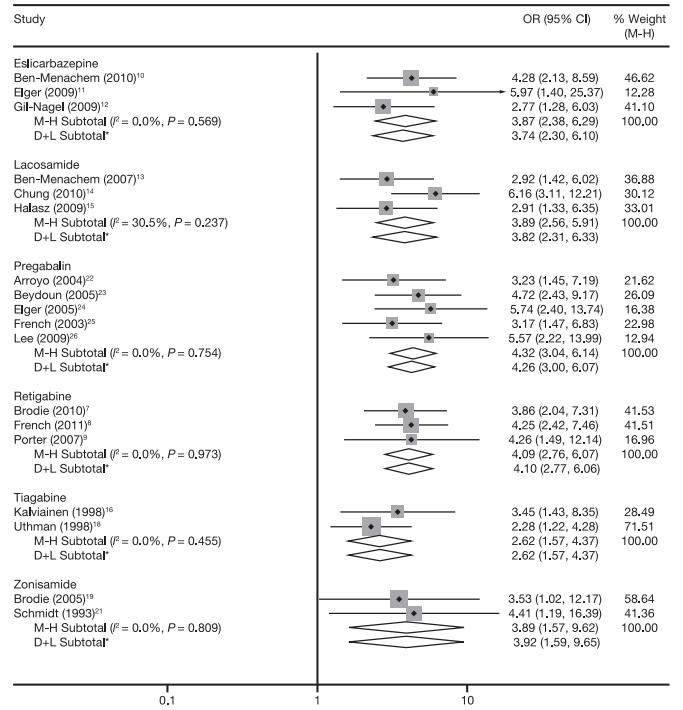 Study OR (95% CI) % Weight
(M-H)
Eslicarbazepine
Ben-Menachem (2010)¹⁰ 4.28 (2.13, 8.59) 46.62
Elger (2009)¹¹ 5.97 (1.40, 25.37) 12.28
Gil-Nagel (2009)¹² 2.77 (1.28, 6.03) 41.10
M-H Subtotal (I² = 0.0%, P = 0.569) 3.87 (2.38, 6.29) 100.00
D+L Subtotal* 3.74 (2.30, 6.10)
Lacosamide
Ben-Menachem (2007)¹³ 2.92 (1.42, 6.02) 36.88
Chung (2010)¹⁴ 6.16 (3.11, 12.21) 30.12
Halasz (2009)¹⁵ 2.91 (1.33, 6.35) 33.01
M-H Subtotal (I² = 30.5%, P = 0.237) 3.89 (2.56, 5.91) 100.00
D+L Subtotal* 3.82 (2.31, 6.33)
Pregabalin
Arroyo (2004)²² 3.23 (1.45, 7.19) 21.62
Beydoun (2005)²³ 4.72 (2.43, 9.17) 26.09
Elger (2005)²⁴ 5.74 (2.40, 13.74) 16.38
French (2003)²⁵ 3.17 (1.47, 6.83) 22.98
Lee (2009)²⁶ 5.57 (2.22, 13.99) 12.94
M-H Subtotal (I² = 0.0%, P = 0.754) 4.32 (3.04, 6.14) 100.00
D+L Subtotal* 4.26 (3.00, 6.07)
Retigabine
Brodie (2010)⁷ 3.86 (2.04, 7.31) 41.53
French (2011)⁸ 4.25 (2.42, 7.46) 41.51
Porter (2007)⁹ 4.26 (1.49, 12.14) 16.96
M-H Subtotal (I² = 0.0%, P = 0.973) 4.09 (2.76, 6.07) 100.00
D+L Subtotal* 4.10 (2.77, 6.06)
Tiagabine
Kalviainen (1998)¹⁶ 3.45 (1.43, 8.35) 28.49
Uthman (1998)¹⁸ 2.28 (1.22, 4.28) 71.51
M-H Subtotal (I² = 0.0%, P = 0.455) 2.62 (1.57, 4.37) 100.00
D+L Subtotal* 2.62 (1.57, 4.37)
Zonisamide
Brodie (2005)¹⁹ 3.53 (1.02, 12.17) 58.64
Schmidt (1993)²¹ 4.41 (1.19, 16.39) 41.36
M-H Subtotal (I² = 0.0%, P = 0.809) 3.89 (1.57, 9.62) 100.00
D+L Subtotal* 3.92 (1.59, 9.65)
0.1 1 10